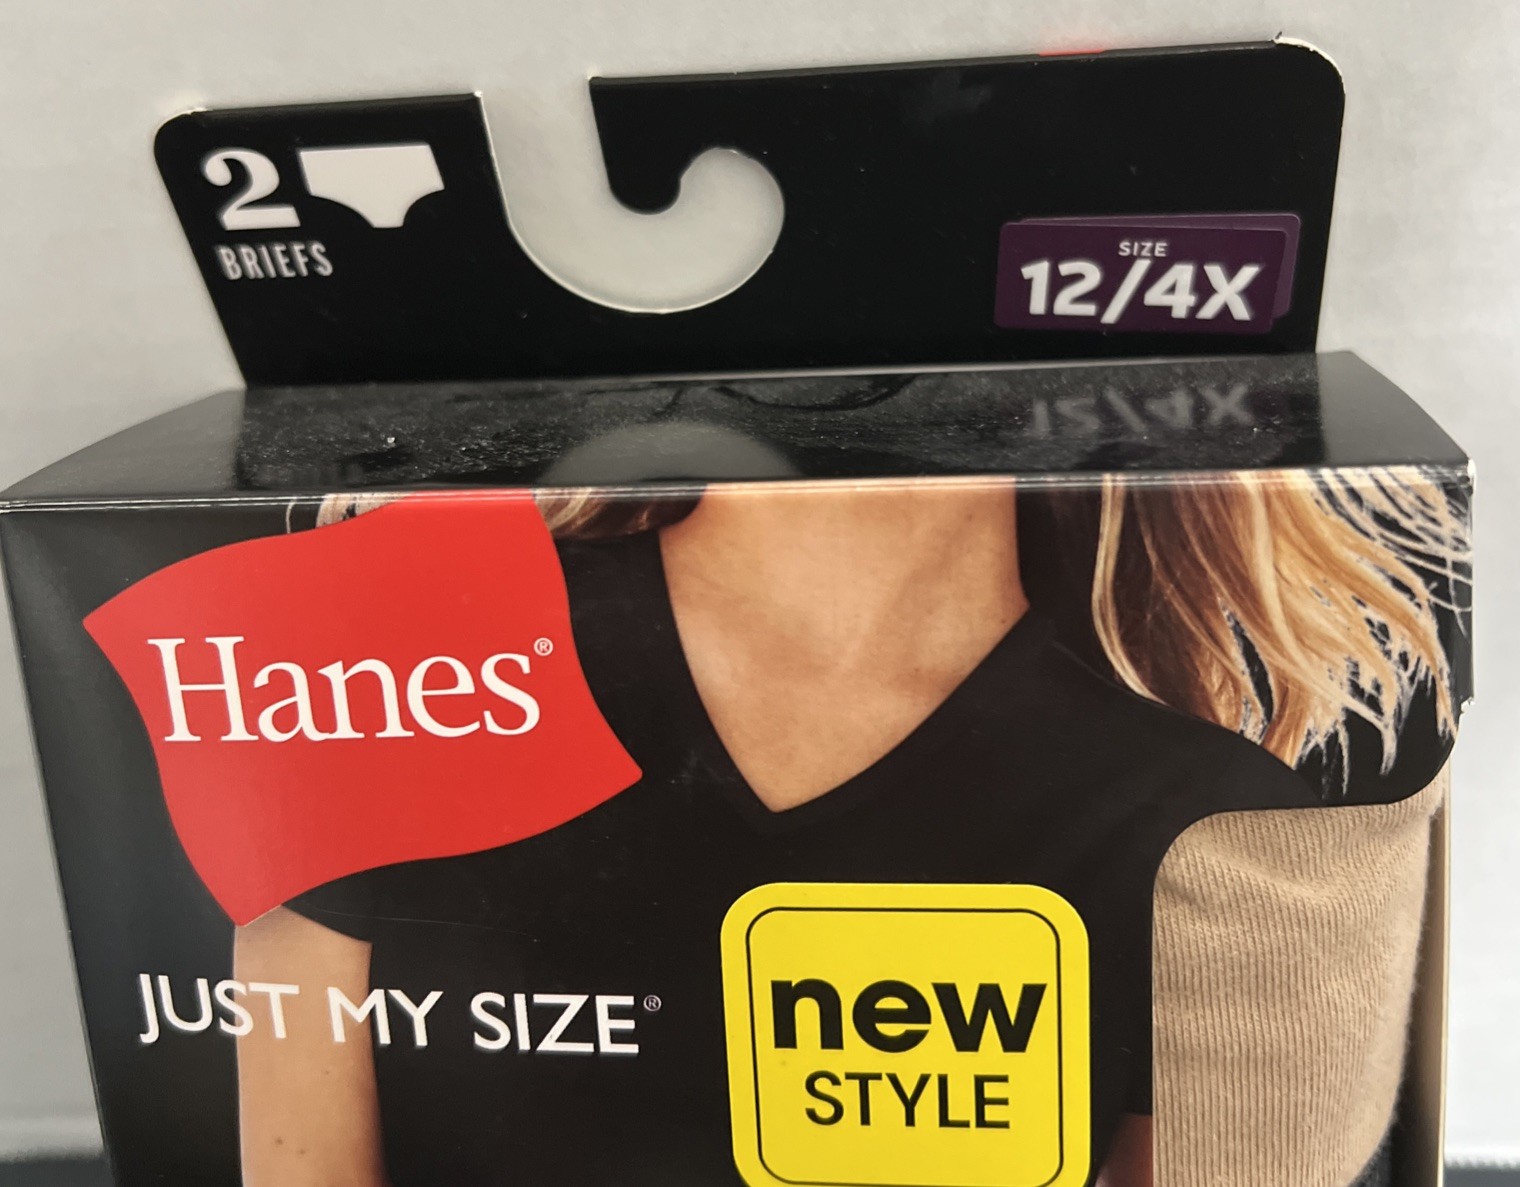 2
BRIEFS
SIZE
12/4X
Hanes®
JUST MY SIZE®
new
STYLE